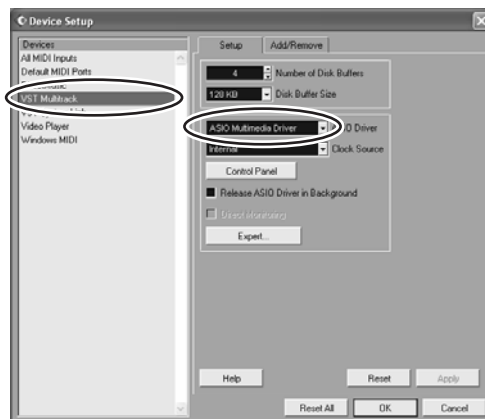 Device Setup
Devices
All MIDI Inputs
Default MIDI Ports
VST Multitrack
Video Player
Windows MIDI
Setup
Add/Remove
4
Number of Disk Buffers
128 KB
Disk Buffer Size
ASIO Multimedia Driver
Driver
Internal
Clock Source
Control Panel
Release ASIO Driver in Background
Direct Monitoring
Expert...
Help
Reset
Apply
Reset All
OK
Cancel